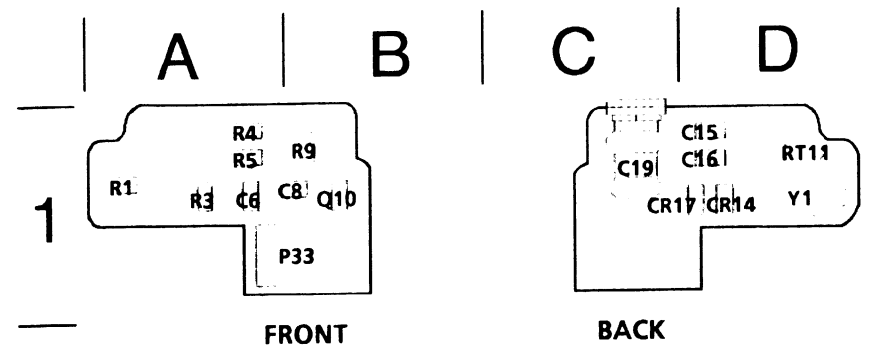 A B C D
R4 C15
R9 RT11
R5 C16
C19
R1 C8
R3 C6 Q10 CR17 CR14 Y1
1
P33
FRONT BACK